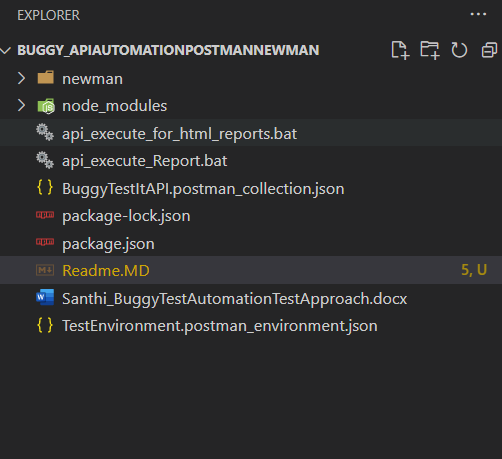 EXPLORER
BUGGY_APIAUTOMATIONPOSTMANNEWMAN
newman
node_modules
api_execute_for_html_reports.bat
api_execute_Report.bat
BuggyTestItAPI.postman_collection.json
package-lock.json
package.json
Readme.MD 5, U
Santhi_BuggyTestAutomationTestApproach.docx
TestEnvironment.postman_environment.json